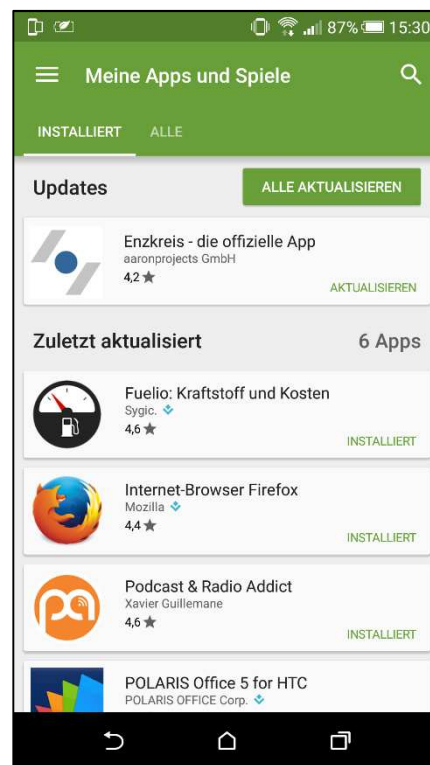 87% 15:30
Meine Apps und Spiele
INSTALLIERT ALLE
Updates ALLE AKTUALISIEREN
Enzkreis - die offizielle App
aaronprojects GmbH
4,2
AKTUALISIEREN
Zuletzt aktualisiert 6 Apps
Fuelio: Kraftstoff und Kosten
Sygic.
4,6
INSTALLIERT
Internet-Browser Firefox
Mozilla
4,4
INSTALLIERT
Podcast & Radio Addict
Xavier Guillemane
4,6
INSTALLIERT
POLARIS Office 5 for HTC
POLARIS OFFICE Corp.